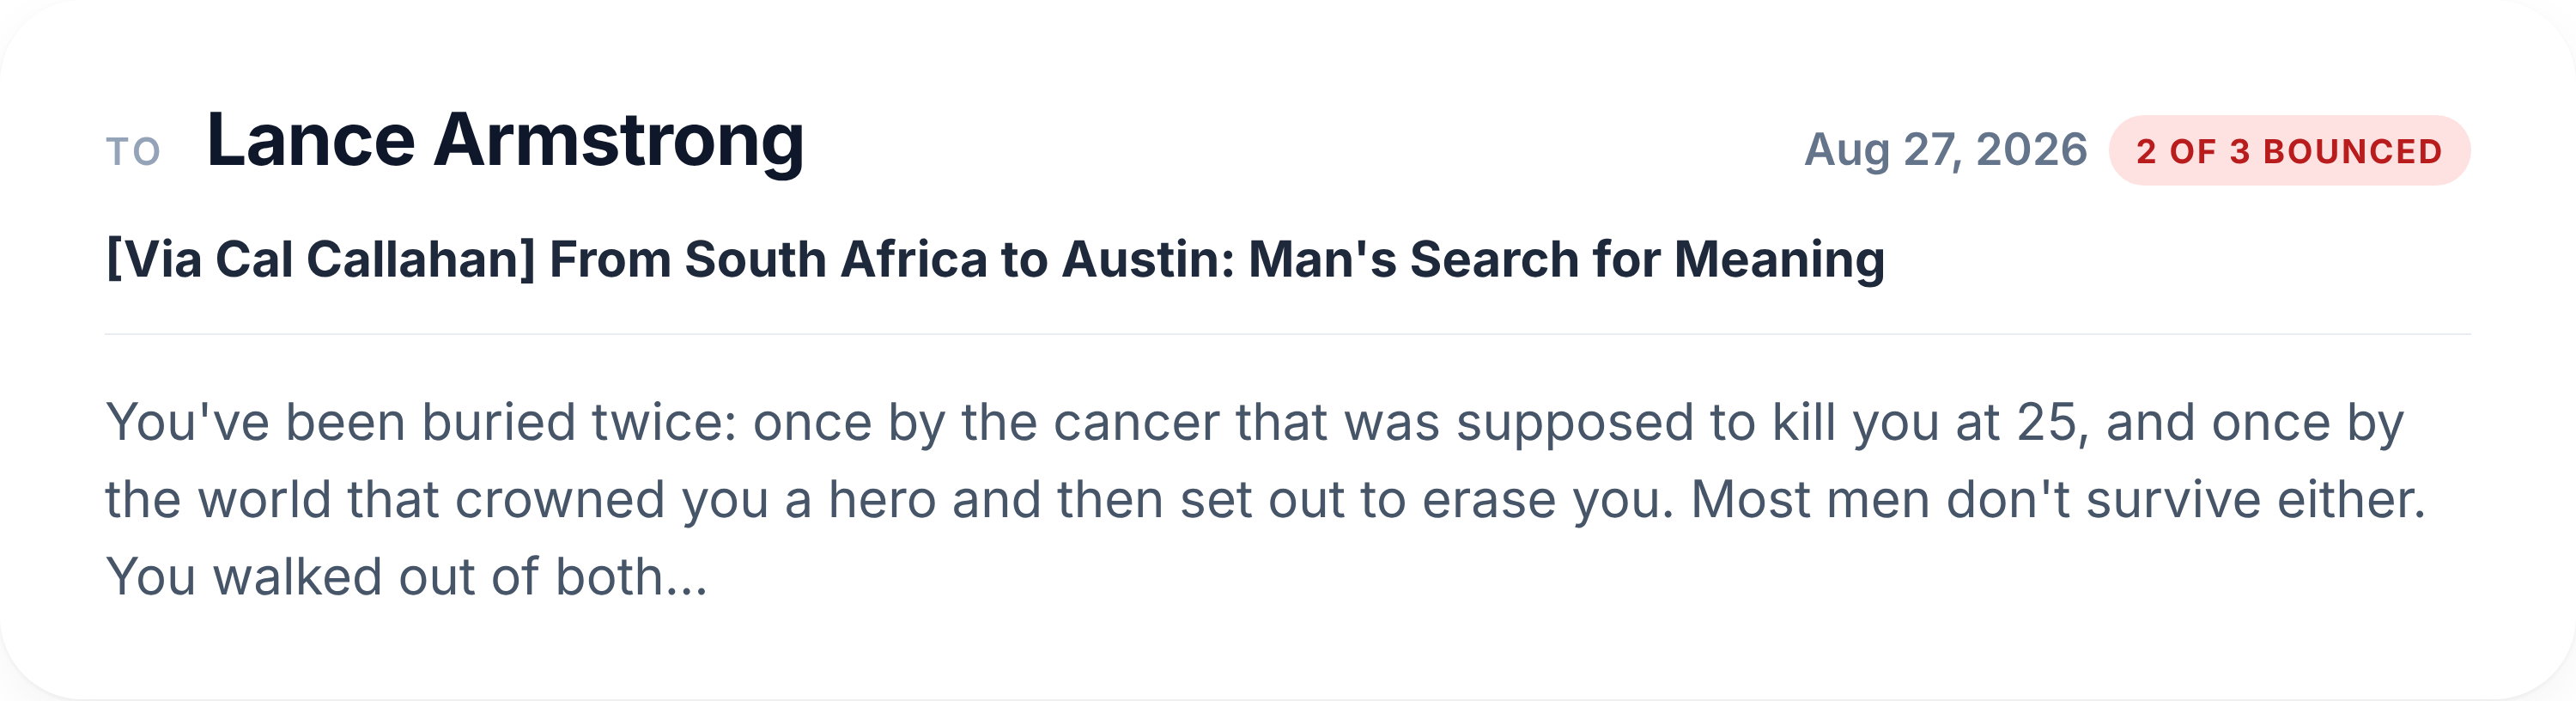 TO Lance Armstrong Aug 27, 2026 2 OF 3 BOUNCED
[Via Cal Callahan] From South Africa to Austin: Man's Search for Meaning
You've been buried twice: once by the cancer that was supposed to kill you at 25, and once by
the world that crowned you a hero and then set out to erase you. Most men don't survive either.
You walked out of both...